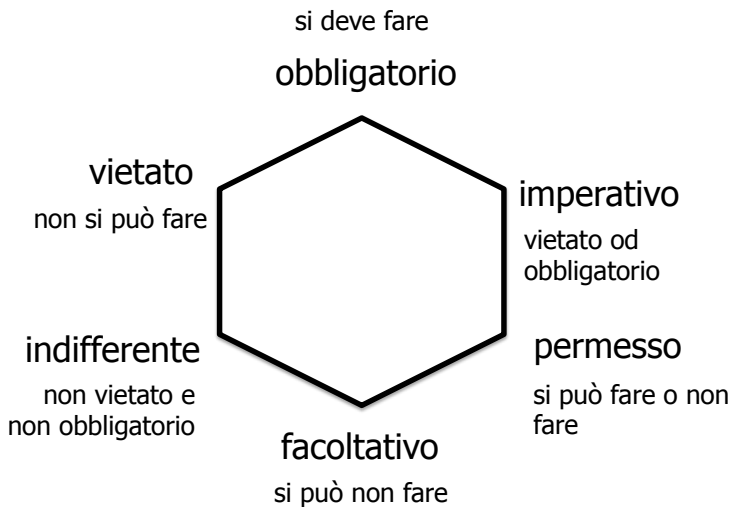 si deve fare
obbligatorio
vietato
non si può fare
imperativo
vietato od
obbligatorio
indifferente
non vietato e
non obbligatorio
permesso
si può fare o non
fare
facoltativo
si può non fare